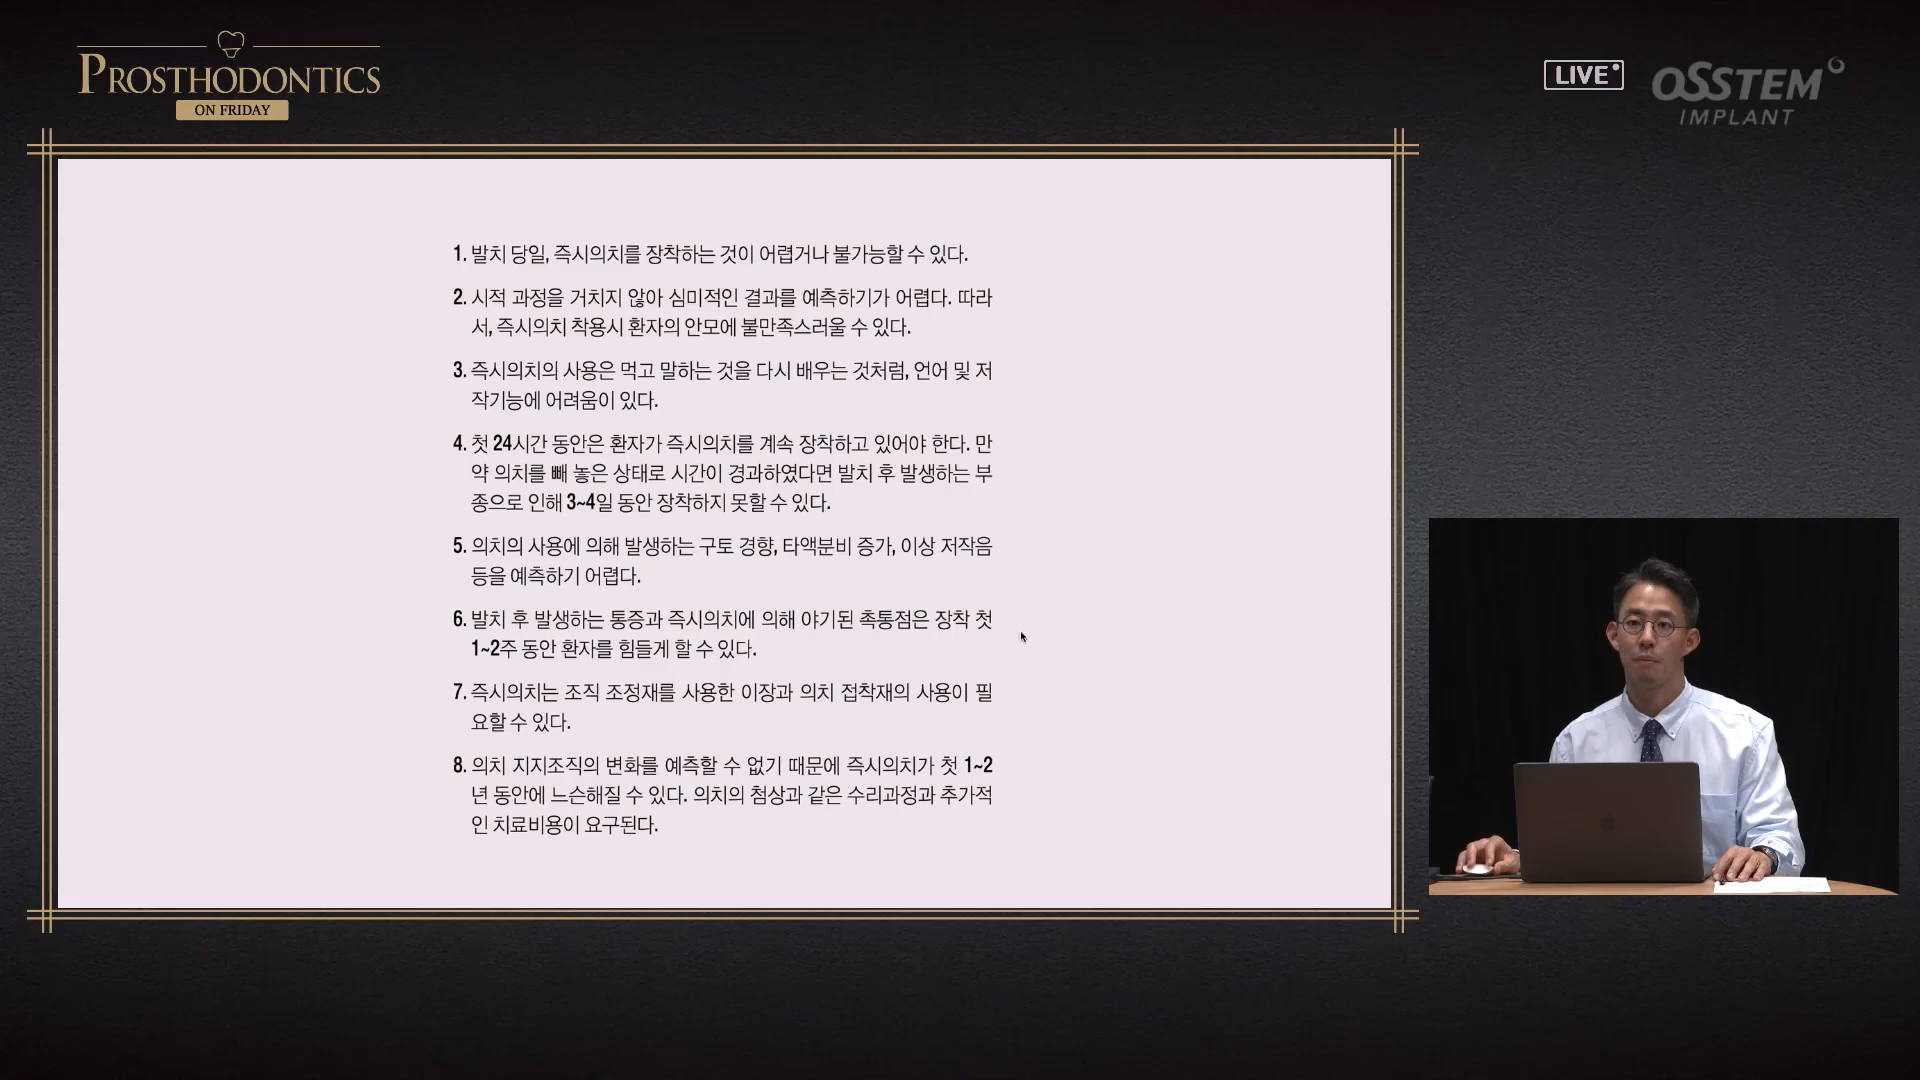 PROSTHODONTICS
ON FRIDAY
LIVE
OSSTEM
IMPLANT
1. 발치 당일, 즉시의치를 장착하는 것이 어렵거나 불가능할 수 있다.
2. 시적 과정을 거치지 않아 심미적인 결과를 예측하기가 어렵다. 따라
서, 즉시의치 착용시 환자의 안모에 불만족스러울 수 있다.
3. 즉시의치의 사용은 먹고 말하는 것을 다시 배우는 것처럼, 언어 및 저
작기능에 어려움이 있다.
4. 첫 24시간 동안은 환자가 즉시의치를 계속 장착하고 있어야 한다. 만
약 의치를 빼 놓은 상태로 시간이 경과하였다면 발치 후 발생하는 부
종으로 인해 3~4일 동안 장착하지 못할 수 있다.
5. 의치의 사용에 의해 발생하는 구토 경향, 타액분비 증가, 이상 저작음
등을 예측하기 어렵다.
6. 발치 후 발생하는 통증과 즉시의치에 의해 야기된 촉통점은 장착 첫
1~2주 동안 환자를 힘들게 할 수 있다.
7. 즉시의치는 조직 조정재를 사용한 이장과 의치 접착재의 사용이 필
요할 수 있다.
8. 의치 지지조직의 변화를 예측할 수 없기 때문에 즉시의치가 첫 1~2
년 동안에 느슨해질 수 있다. 의치의 첨상과 같은 수리과정과 추가적
인 치료비용이 요구된다.